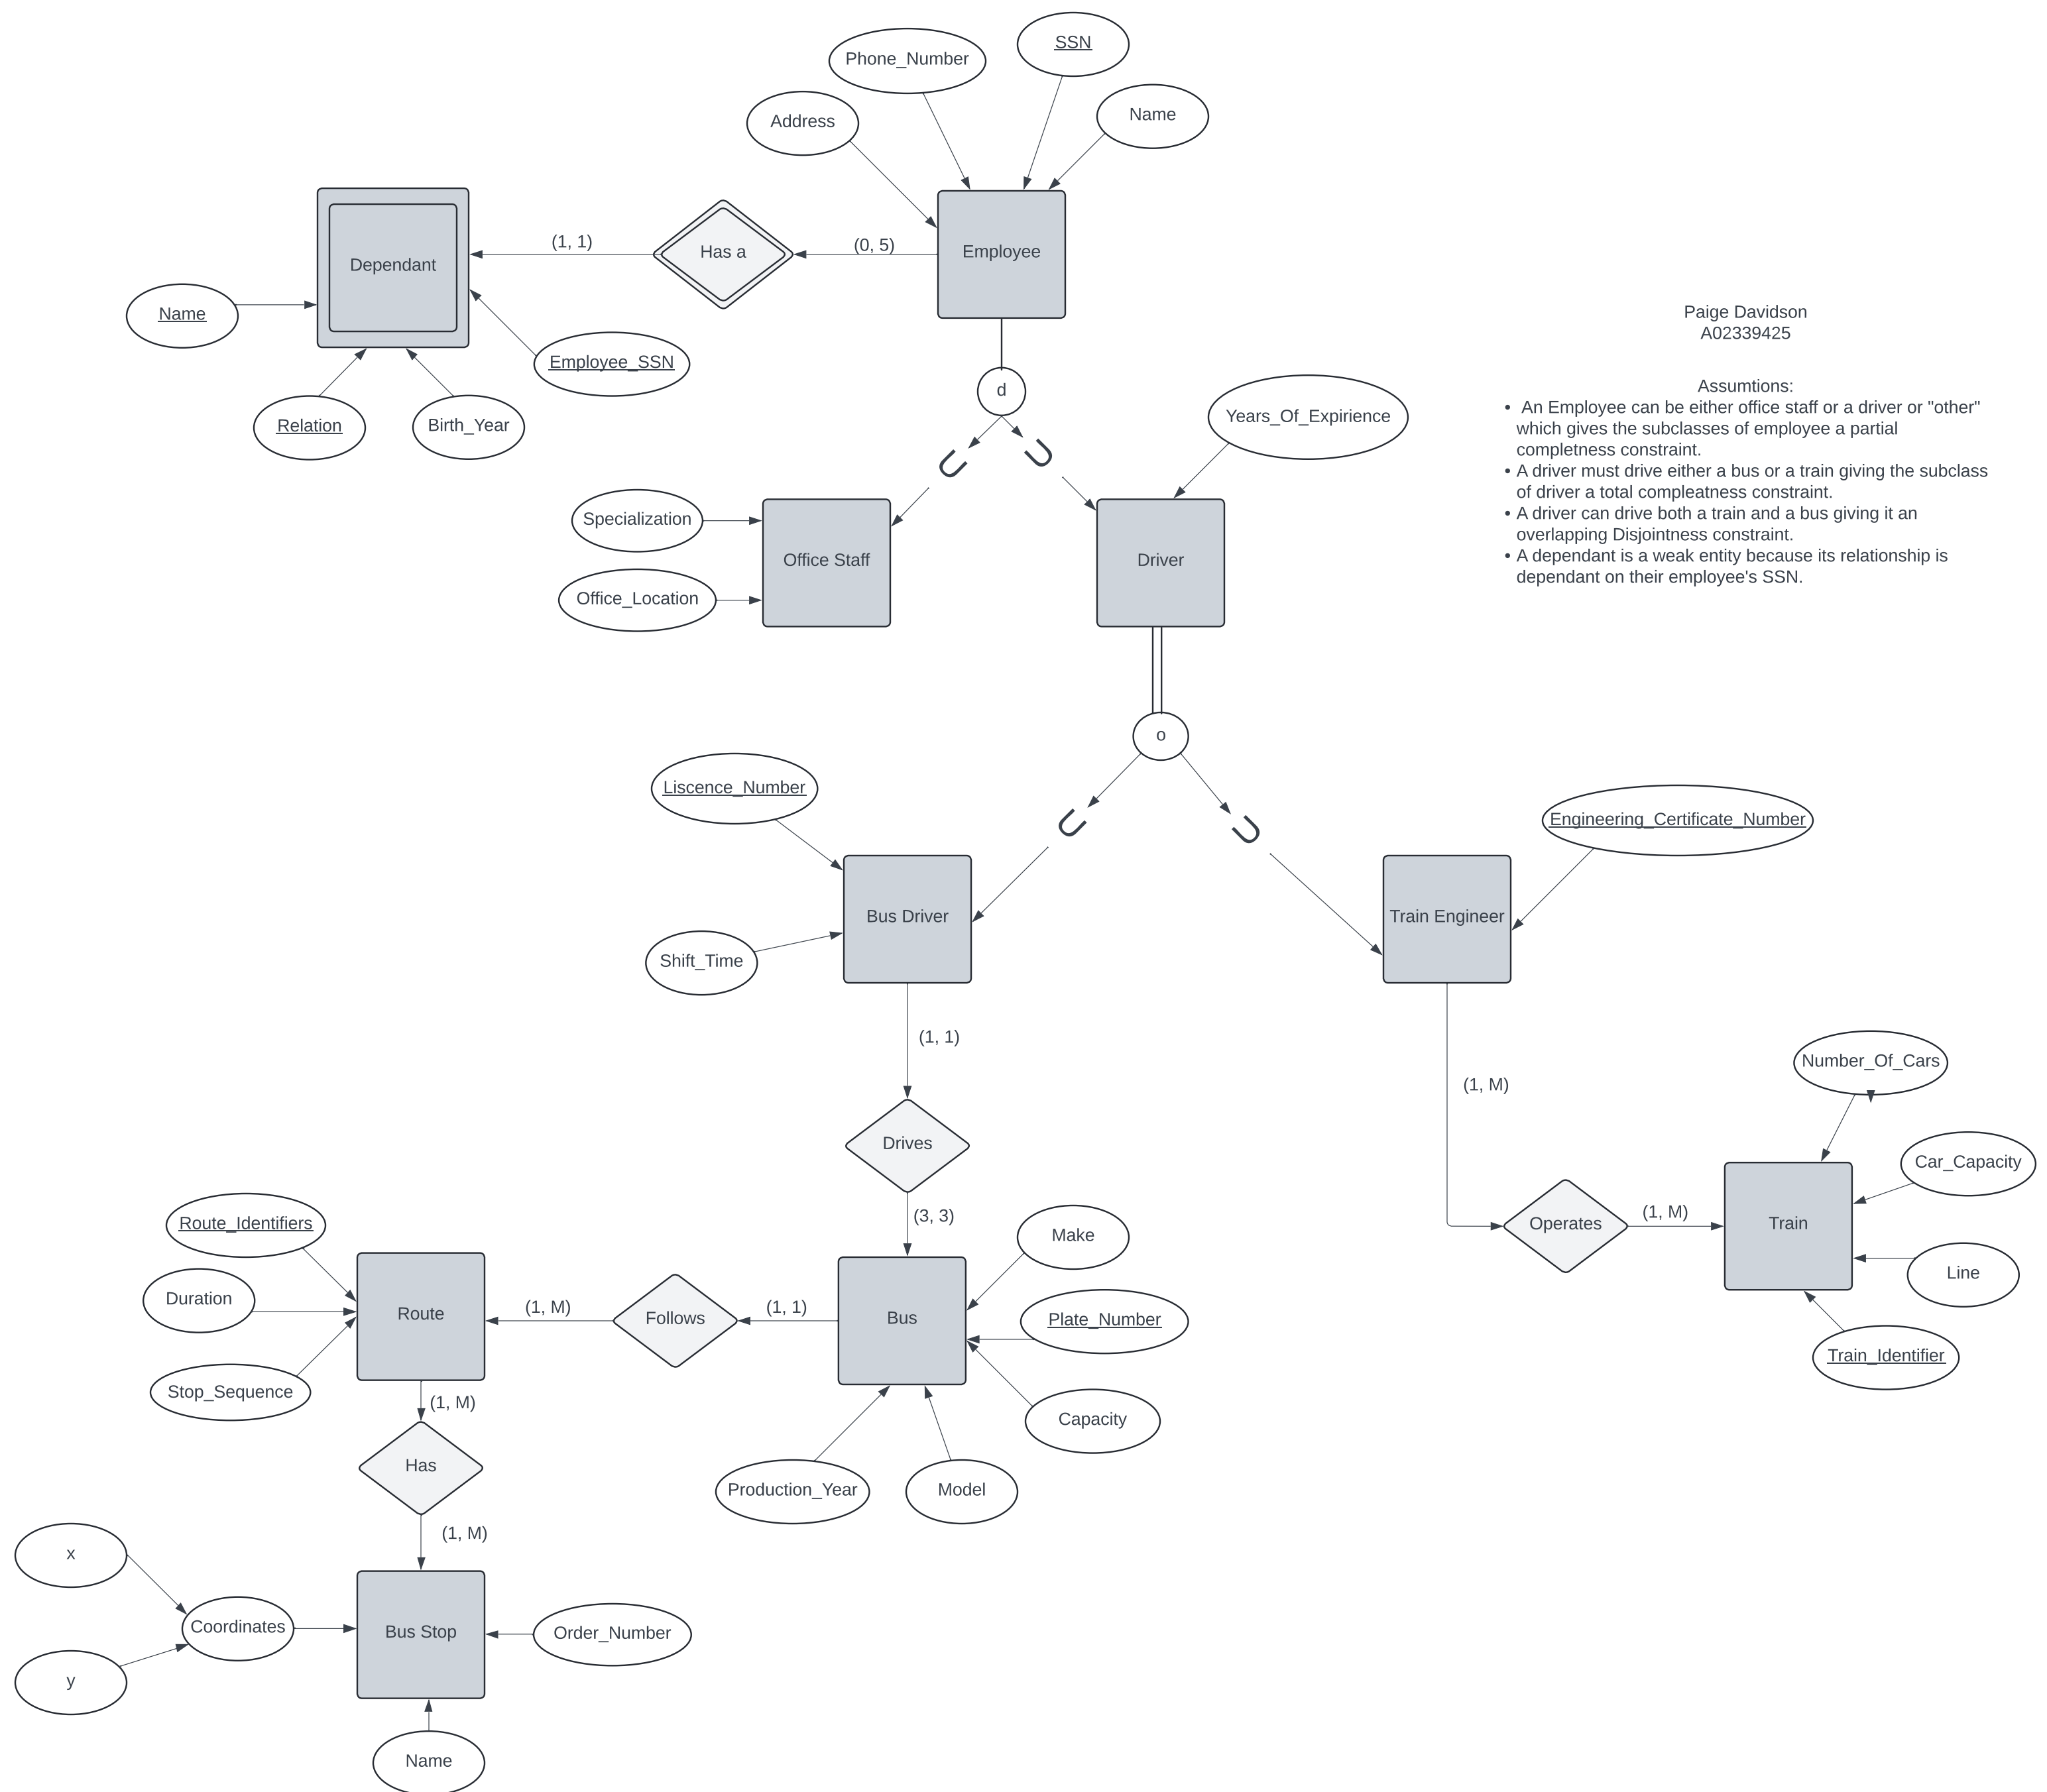 SSN
Phone_Number
Name
Address
Has a
(1, 1)
(0, 5)
Employee
Dependant
Name
Employee_SSN
Relation
Birth_Year
Paige Davidson
A02339425
Assumtions:
• An Employee can be either office staff or a driver or "other"
which gives the subclasses of employee a partial
completness constraint.
• A driver must drive either a bus or a train giving the subclass
of driver a total compleatness constraint.
• A driver can drive both a train and a bus giving it an
overlapping Disjointness constraint.
• A dependant is a weak entity because its relationship is
dependant on their employee's SSN.
d
Years_Of_Expirience
U
U
Specialization
Office Staff
Driver
Office_Location
o
Liscence_Number
Engineering_Certificate_Number
U
U
Bus Driver
Train Engineer
Shift_Time
(1, 1)
(1, M)
Number_Of_Cars
Drives
Car_Capacity
(3, 3)
Operates
(1, M)
Train
Route_Identifiers
Make
Line
Duration
Route
(1, M)
Follows
(1, 1)
Bus
Plate_Number
Train_Identifier
Stop_Sequence
(1, M)
Capacity
Has
Production_Year
Model
(1, M)
x
Coordinates
Bus Stop
Order_Number
y
Name